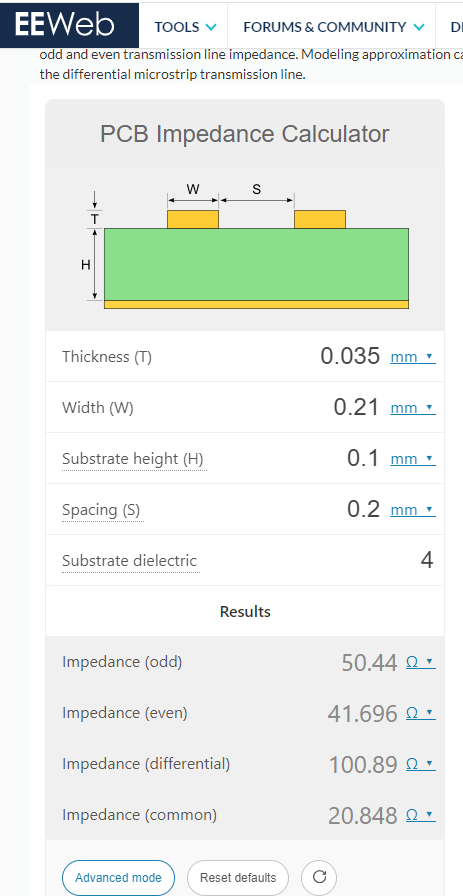 EEWeb TOOLS FORUMS & COMMUNITY
odd and even transmission line impedance. Modeling approximation ca
the differential microstrip transmission line.
PCB Impedance Calculator
W S
T
H
Thickness (T) 0.035 mm
Width (W) 0.21 mm
Substrate height (H) 0.1 mm
Spacing (S) 0.2 mm
Substrate dielectric 4
Results
Impedance (odd) 50.44 Ω
Impedance (even) 41.696 Ω
Impedance (differential) 100.89 Ω
Impedance (common) 20.848 Ω
Advanced mode Reset defaults